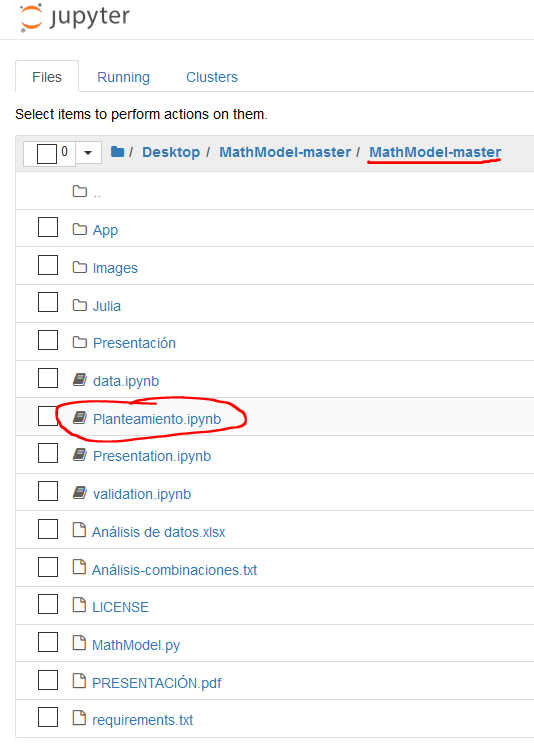 jupyter
Files Running Clusters
Select items to perform actions on them.
0 / Desktop / MathModel-master / MathModel-master
..
App
Images
Julia
Presentación
data.ipynb
Planteamiento.ipynb
Presentation.ipynb
validation.ipynb
Análisis de datos.xlsx
Análisis-combinaciones.txt
LICENSE
MathModel.py
PRESENTACIÓN.pdf
requirements.txt